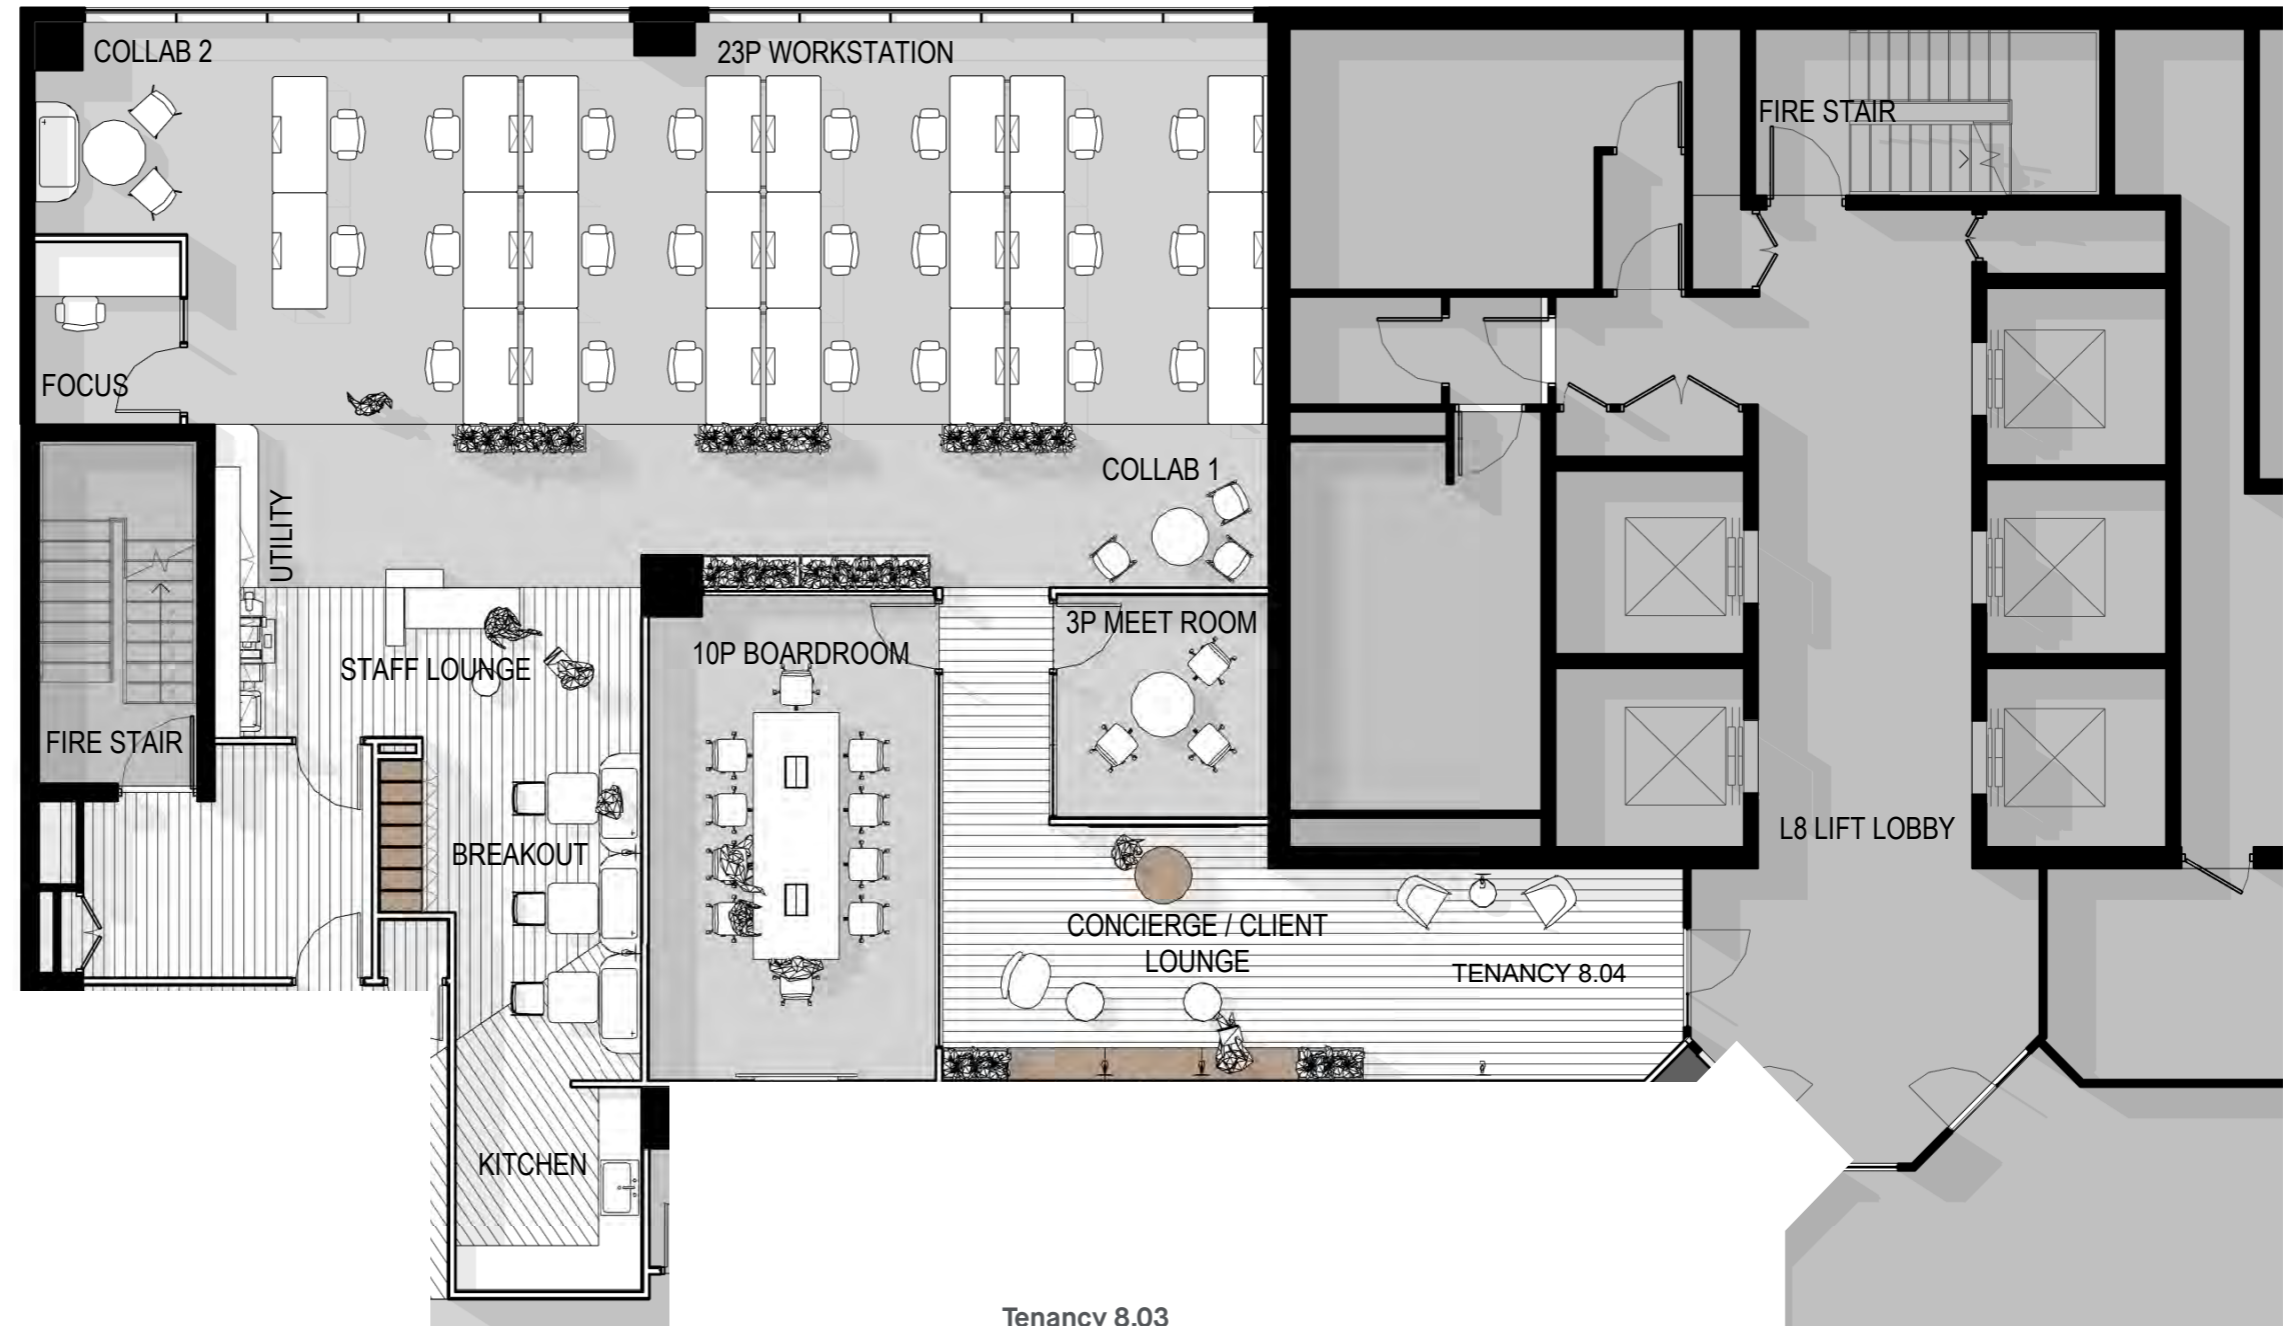 COLLAB 2
23P WORKSTATION
FIRE STAIR
FOCUS
COLLAB 1
UTILITY
3P MEET ROOM
10P BOARDROOM
STAFF LOUNGE
FIRE STAIR
L8 LIFT LOBBY
BREAKOUT
CONCIERGE / CLIENT
LOUNGE
TENANCY 8.04
KITCHEN
Tenancy 8.03